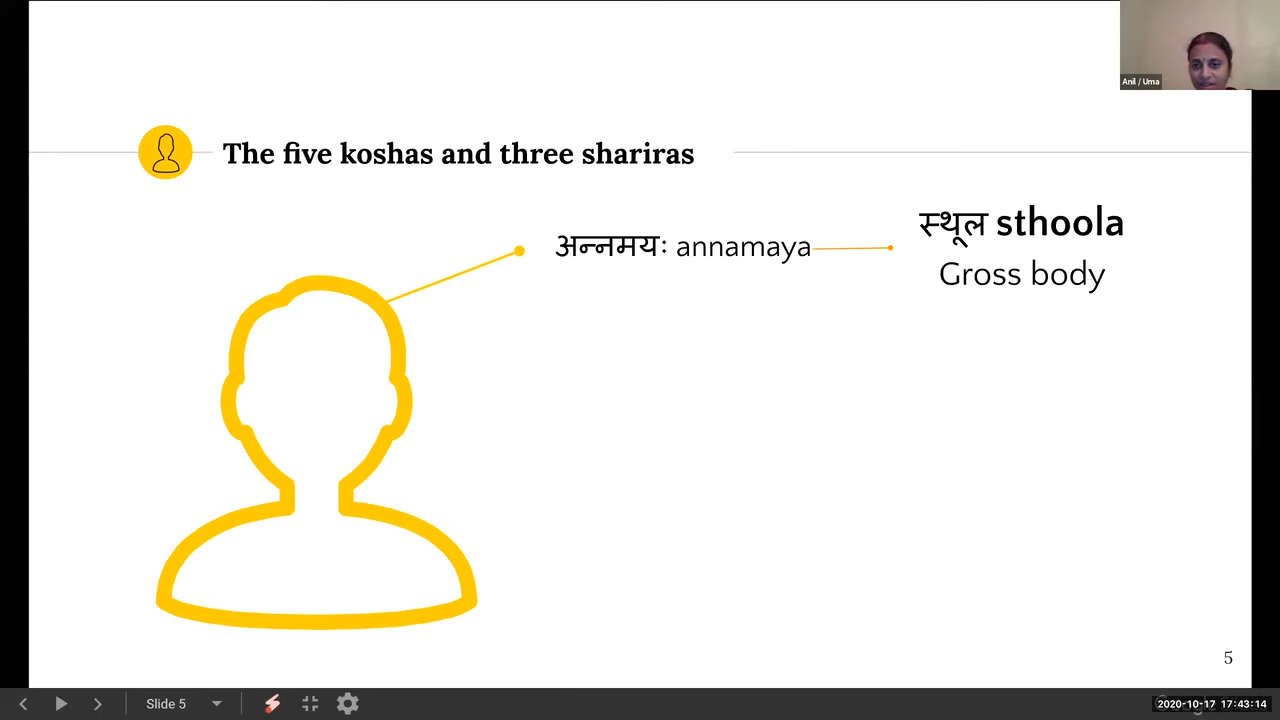 Anil / Uma
The five koshas and three shariras
स्थूल sthoola
अन्नमयः annamaya
Gross body
5
Slide 5
2020-10-17 17:43:14